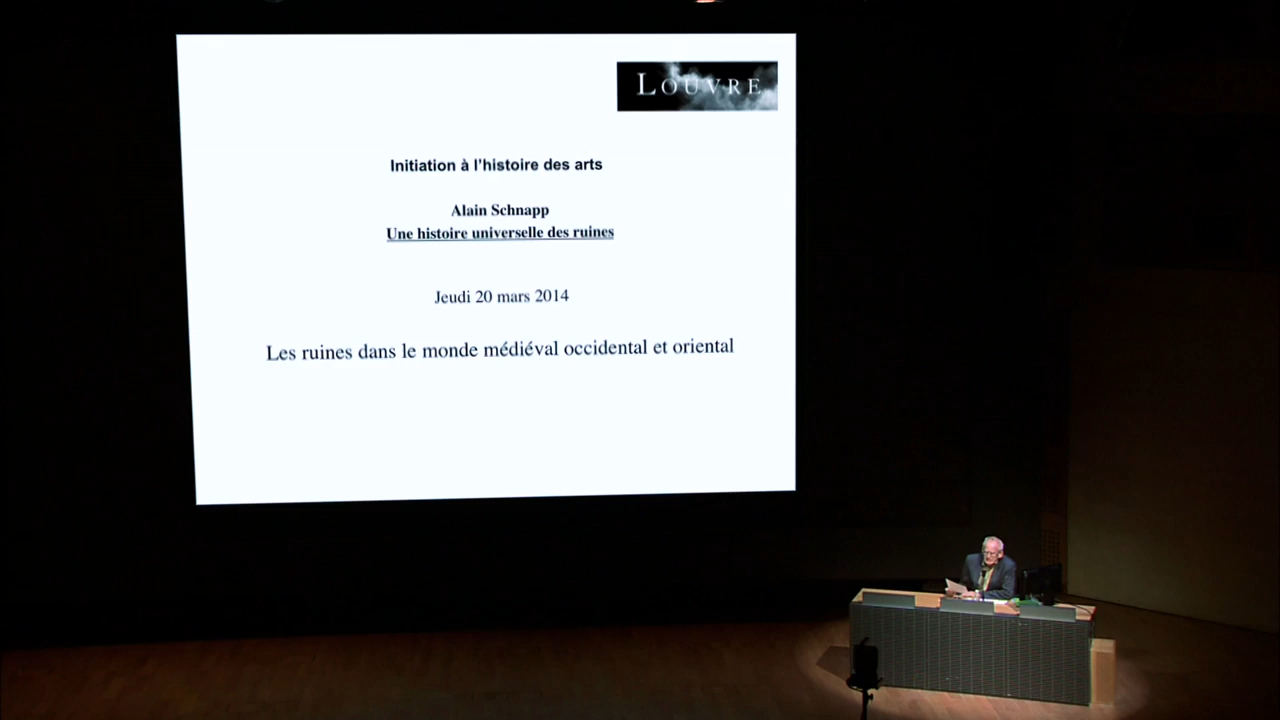 LOUVRE
Initiation à l'histoire des arts
Alain Schnapp
Une histoire universelle des ruines
Jeudi 20 mars 2014
Les ruines dans le monde médiéval occidental et oriental